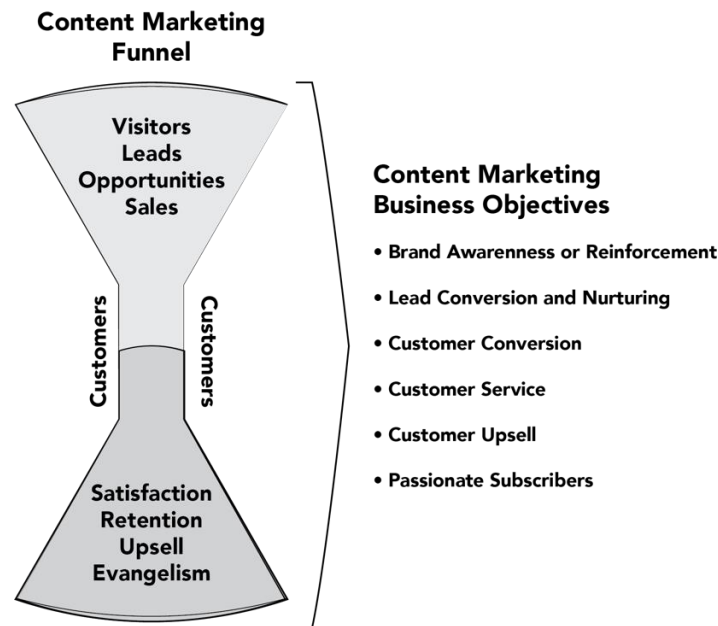 Content Marketing
Funnel
Visitors
Leads
Opportunities
Sales
Customers
Customers
Satisfaction
Retention
Upsell
Evangelism
Content Marketing
Business Objectives
• Brand Awarenness or Reinforcement
• Lead Conversion and Nurturing
• Customer Conversion
• Customer Service
• Customer Upsell
• Passionate Subscribers